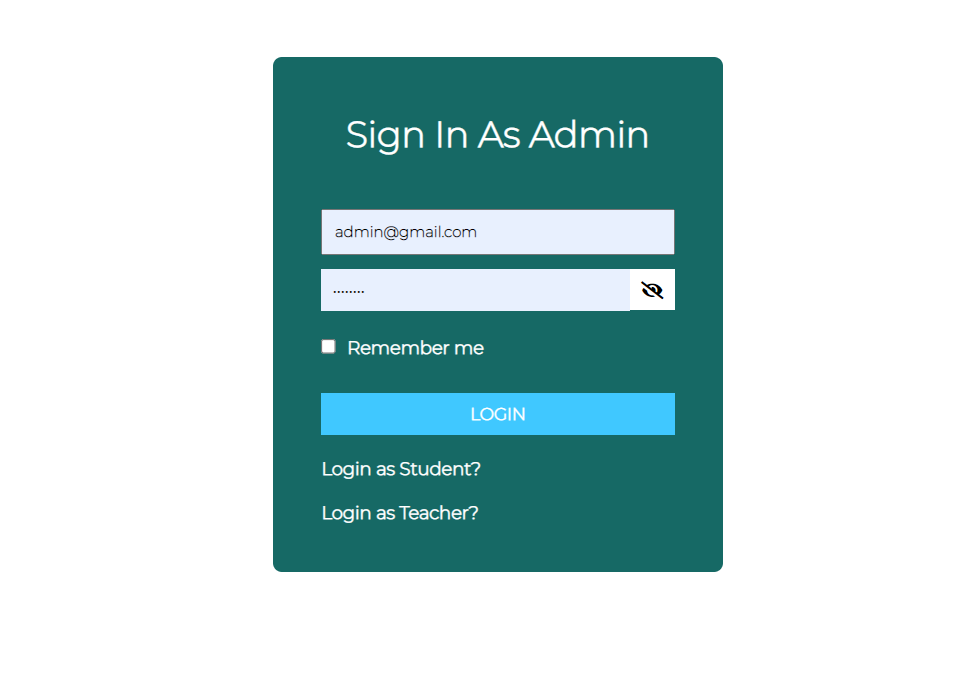 Sign In As Admin
admin@gmail.com
........
Remember me
LOGIN
Login as Student?
Login as Teacher?